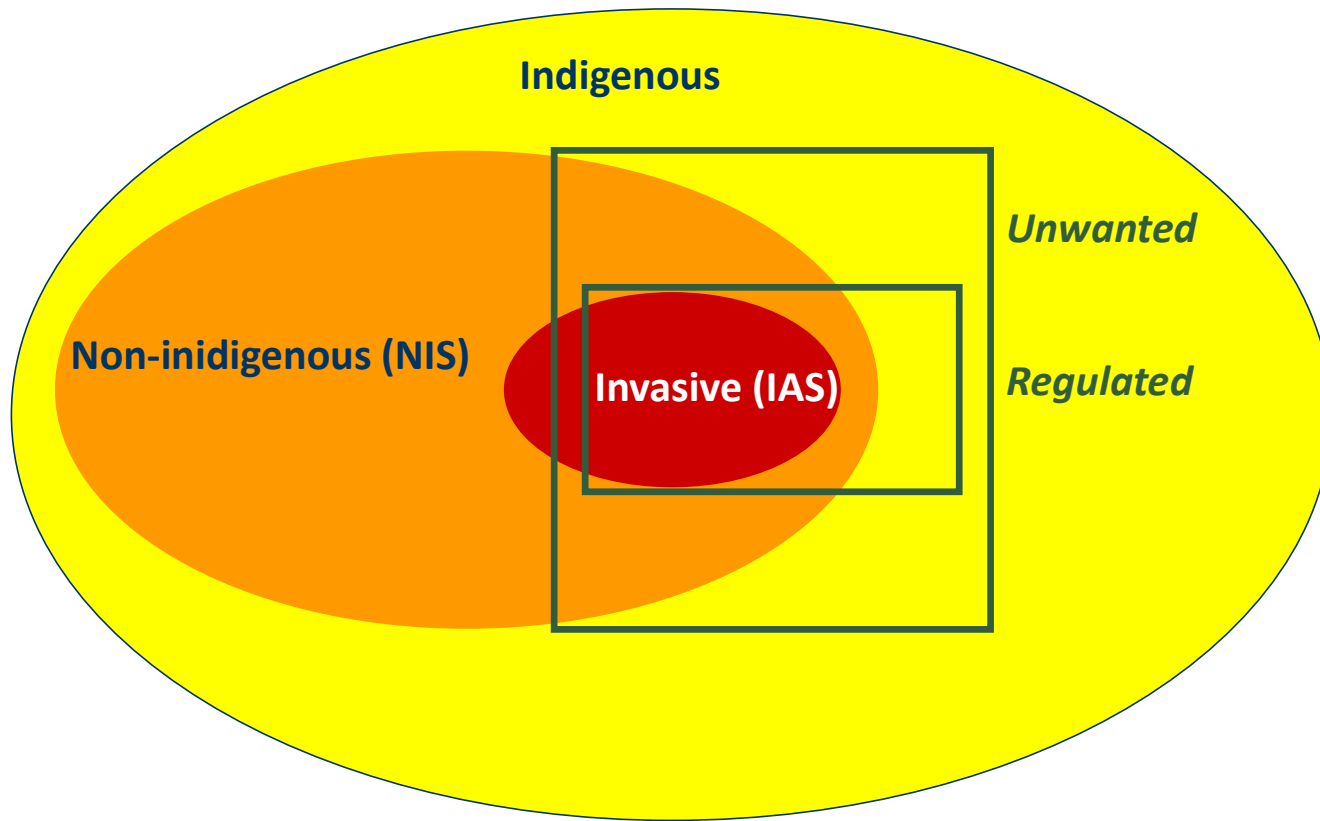 Indigenous
Unwanted
Non-inidigenous (NIS)
Invasive (IAS)
Regulated